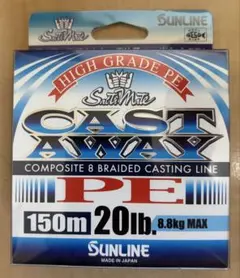 SUNLINE
HIGH GRADE PE
SaltiMate
CAST
AWAY
COMPOSITE 8 BRAIDED CASTING LINE
PE
150m 20lb. 8.8kg MAX
SUNLINE
MADE IN JAPAN